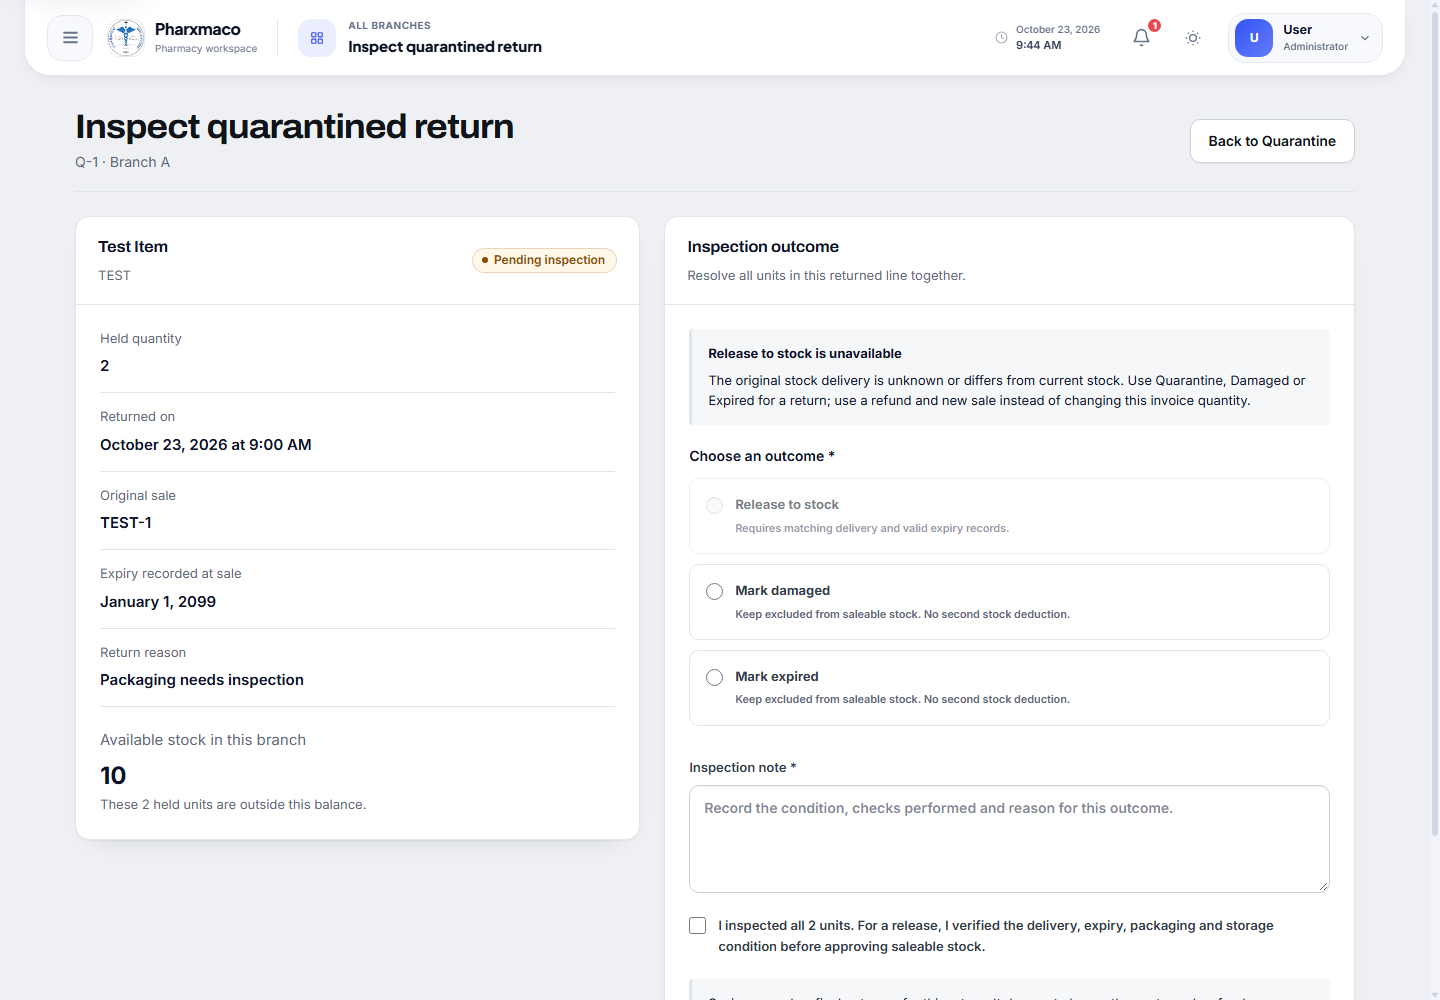 Pharxmaco
Pharmacy workspace
ALL BRANCHES
Inspect quarantined return
October 23, 2026
9:44 AM
1
U
User
Administrator
Inspect quarantined return
Q-1 · Branch A
Back to Quarantine
Test Item
TEST
Pending inspection
Held quantity
2
Returned on
October 23, 2026 at 9:00 AM
Original sale
TEST-1
Expiry recorded at sale
January 1, 2099
Return reason
Packaging needs inspection
Available stock in this branch
10
These 2 held units are outside this balance.
Inspection outcome
Resolve all units in this returned line together.
Release to stock is unavailable
The original stock delivery is unknown or differs from current stock. Use Quarantine, Damaged or
Expired for a return; use a refund and new sale instead of changing this invoice quantity.
Choose an outcome *
Release to stock
Requires matching delivery and valid expiry records.
Mark damaged
Keep excluded from saleable stock. No second stock deduction.
Mark expired
Keep excluded from saleable stock. No second stock deduction.
Inspection note *
Record the condition, checks performed and reason for this outcome.
I inspected all 2 units. For a release, I verified the delivery, expiry, packaging and storage
condition before approving saleable stock.